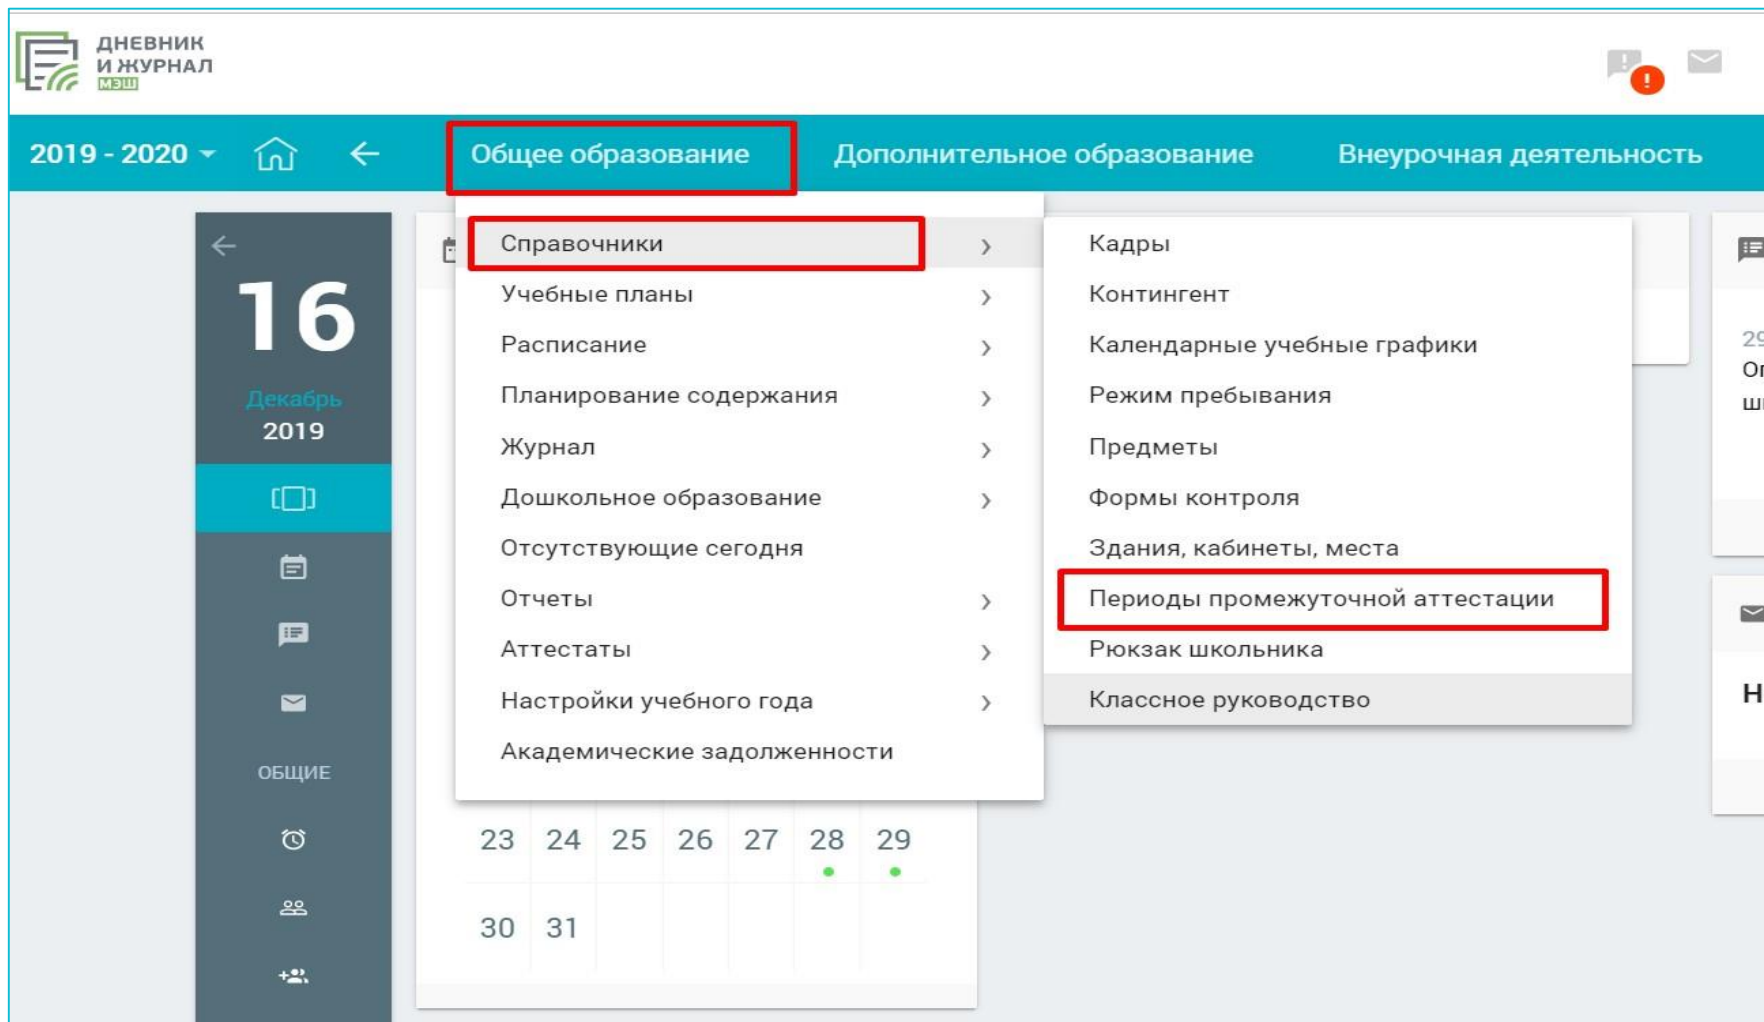 ДНЕВНИК
И ЖУРНАЛ
МЭШ
2019 - 2020
Общее образование
Дополнительное образование
Внеурочная деятельность
16
Декабрь
2019
ОБЩИЕ
Справочники
Учебные планы
Расписание
Планирование содержания
Журнал
Дошкольное образование
Отсутствующие сегодня
Отчеты
Аттестаты
Настройки учебного года
Академические задолженности
Кадры
Контингент
Календарные учебные графики
Режим пребывания
Предметы
Формы контроля
Здания, кабинеты, места
Периоды промежуточной аттестации
Рюкзак школьника
Классное руководство
23 24 25 26 27 28 29
30 31
29